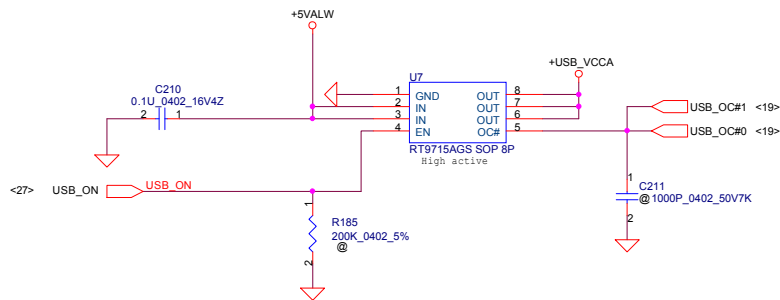 +5VALW
U7
+USB_VCCA
C210
0.1U_0402_16V4Z
2 1
1 GND OUT 8
2 IN OUT 7
3 IN OUT 6
4 EN OC# 5
RT9715AGS SOP 8P
High active
USB_OC#1 <19>
USB_OC#0 <19>
<27> USB_ON USB_ON
1
R185
200K_0402_5%
@
2
1
C211
@ 1000P_0402_50V7K
2